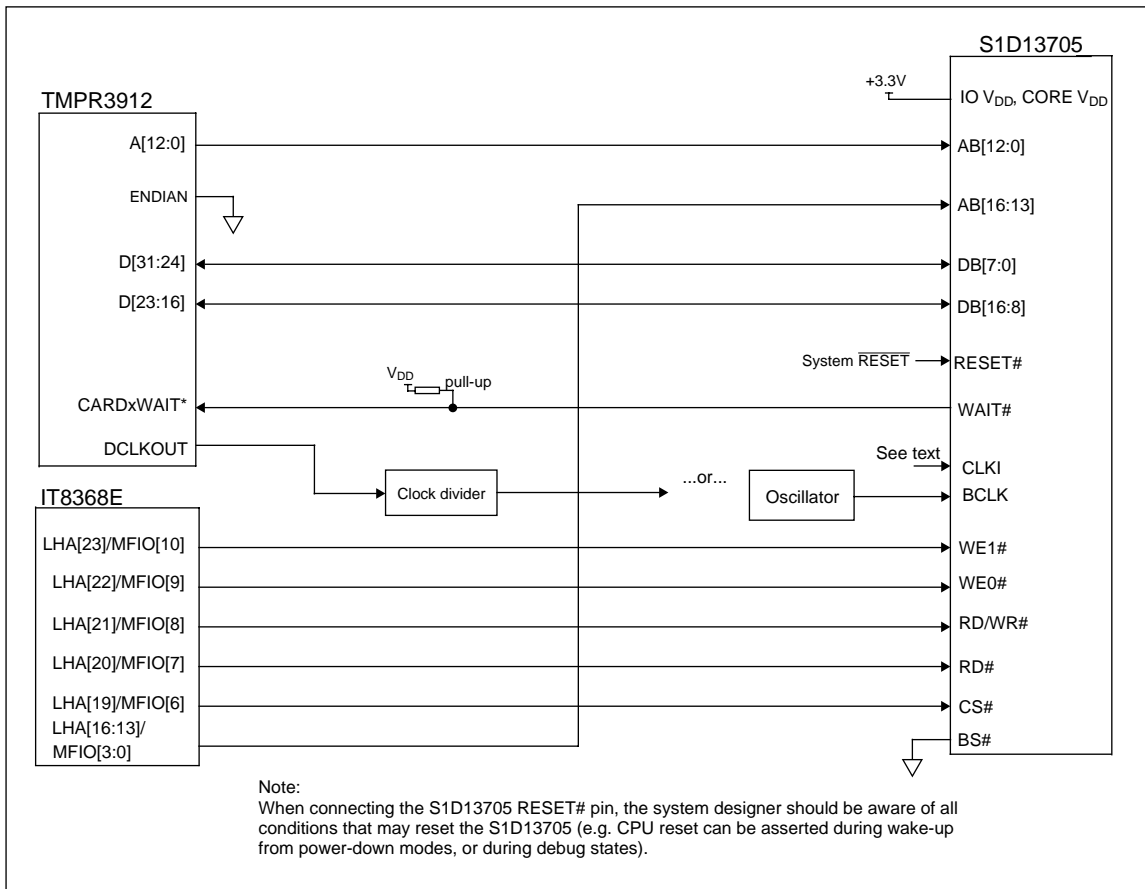 S1D13705
+3.3V
IO VDD, CORE VDD
TMPR3912
A[12:0]
AB[12:0]
ENDIAN
AB[16:13]
D[31:24]
DB[7:0]
D[23:16]
DB[16:8]
System RESET
RESET#
VDD
pull-up
CARDxWAIT*
WAIT#
DCLKOUT
See text
CLKI
Clock divider
...or...
Oscillator
BCLK
IT8368E
LHA[23]/MFIO[10]
WE1#
LHA[22]/MFIO[9]
WE0#
LHA[21]/MFIO[8]
RD/WR#
LHA[20]/MFIO[7]
RD#
LHA[19]/MFIO[6]
CS#
LHA[16:13]/
MFIO[3:0]
BS#
Note:
When connecting the S1D13705 RESET# pin, the system designer should be aware of all
conditions that may reset the S1D13705 (e.g. CPU reset can be asserted during wake-up
from power-down modes, or during debug states).